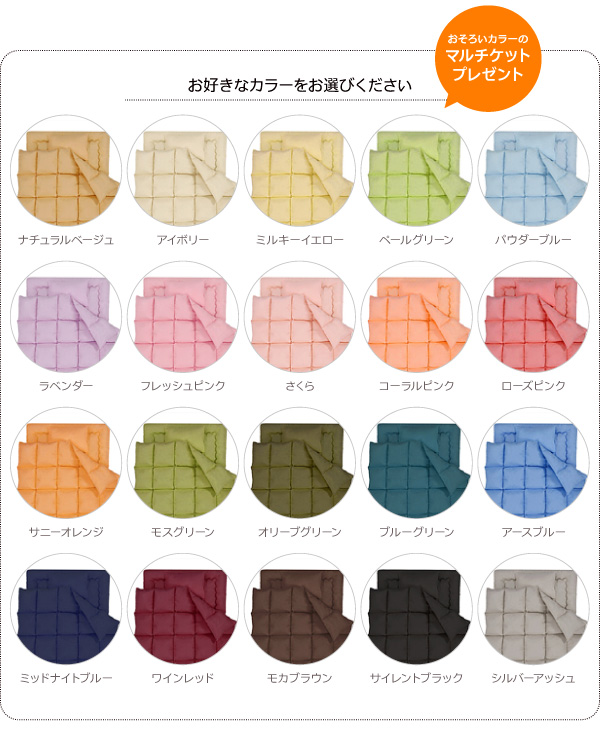 おそろいカラーの
マルチケット
プレゼント
お好きなカラーをお選びください
ナチュラルベージュ
アイボリー
ミルキーイエロー
ペールグリーン
パウダーブルー
ラベンダー
フレッシュピンク
さくら
コーラルピンク
ローズピンク
サニーオレンジ
モスグリーン
オリーブグリーン
ブルーグリーン
アースブルー
ミッドナイトブルー
ワインレッド
モカブラウン
サイレントブラック
シルバーアッシュ